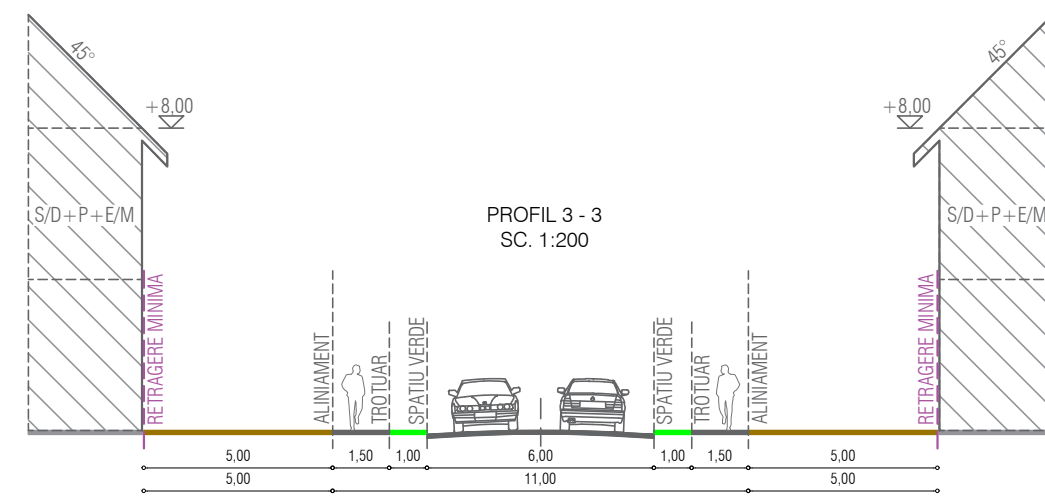 45°
45°
+8,00
+8,00
S/D+P+E/M
S/D+P+E/M
PROFIL 3 - 3
SC. 1:200
RETRAGERE MINIMA
ALINIAMENT
TROTUAR
SPATIU VERDE
SPATIU VERDE
TROTUAR
ALINIAMENT
RETRAGERE MINIMA
5,00 1,50 1,00 6,00 1,00 1,50 5,00
5,00 11,00 5,00